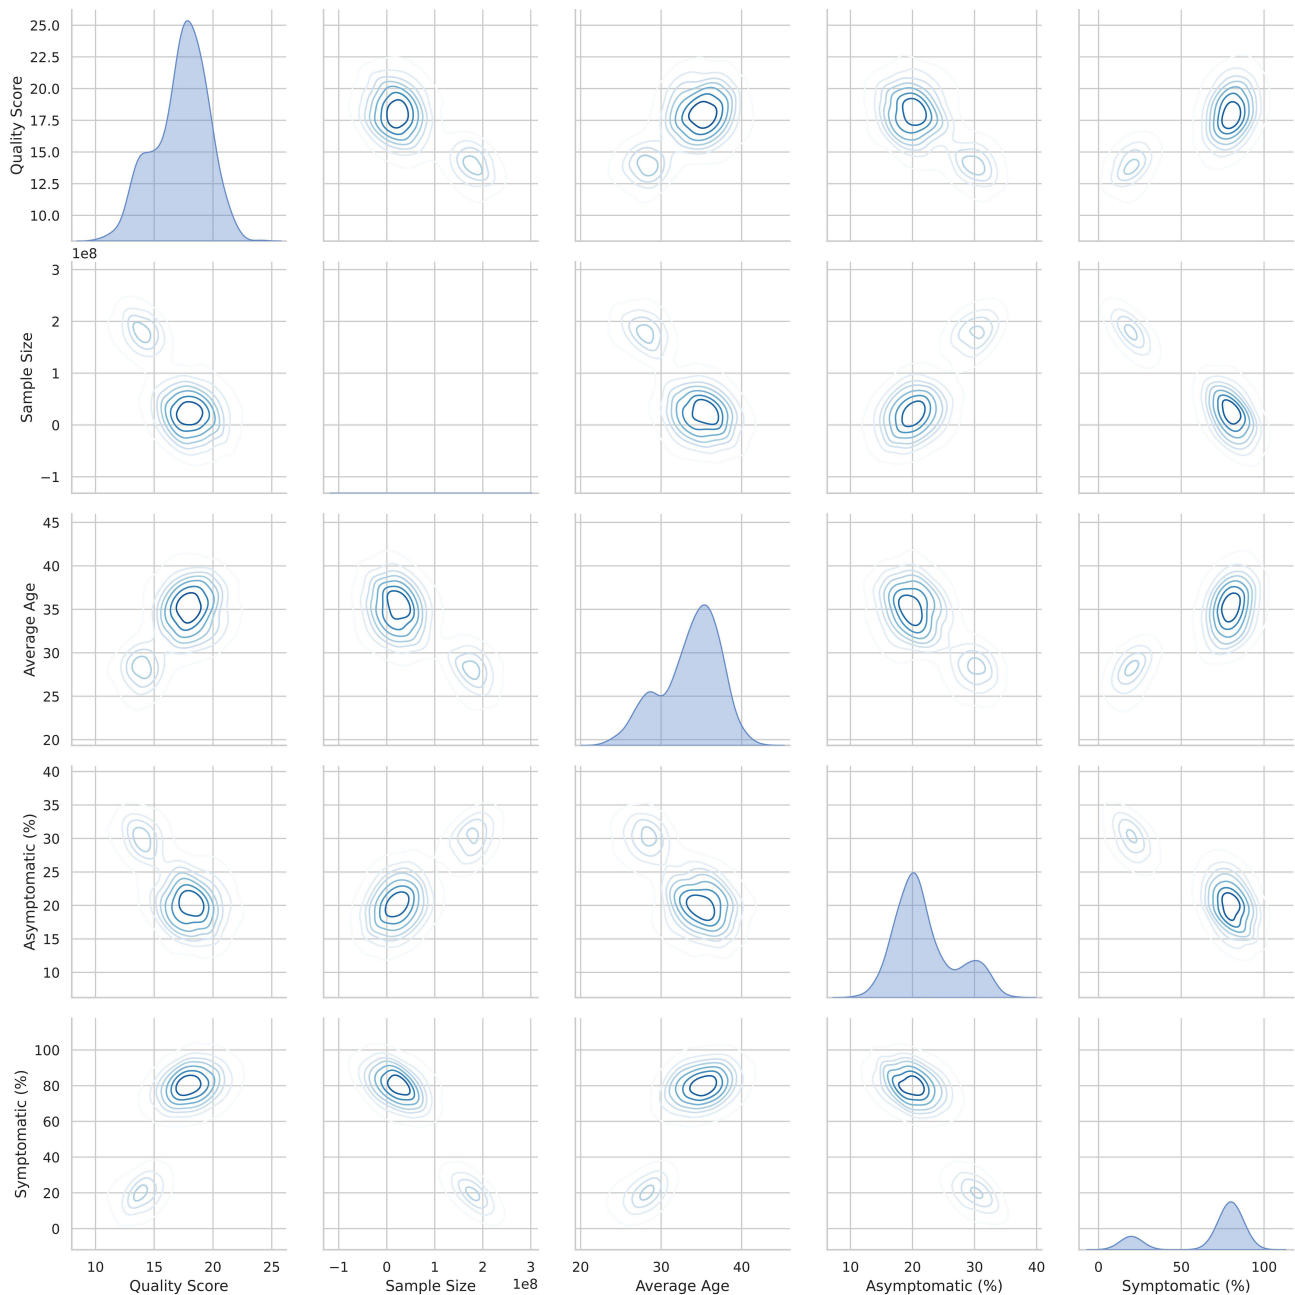 25.0
22.5
20.0
17.5
15.0
12.5
10.0
Quality Score
1e8
3
2
1
0
−1
Sample Size
45
40
35
30
25
20
Average Age
40
35
30
25
20
15
10
Asymptomatic (%)
100
80
60
40
20
0
Symptomatic (%)
10 15 20 25
Quality Score
−1 0 1 2 3
Sample Size 1e8
20 30 40
Average Age
10 20 30 40
Asymptomatic (%)
0 50 100
Symptomatic (%)